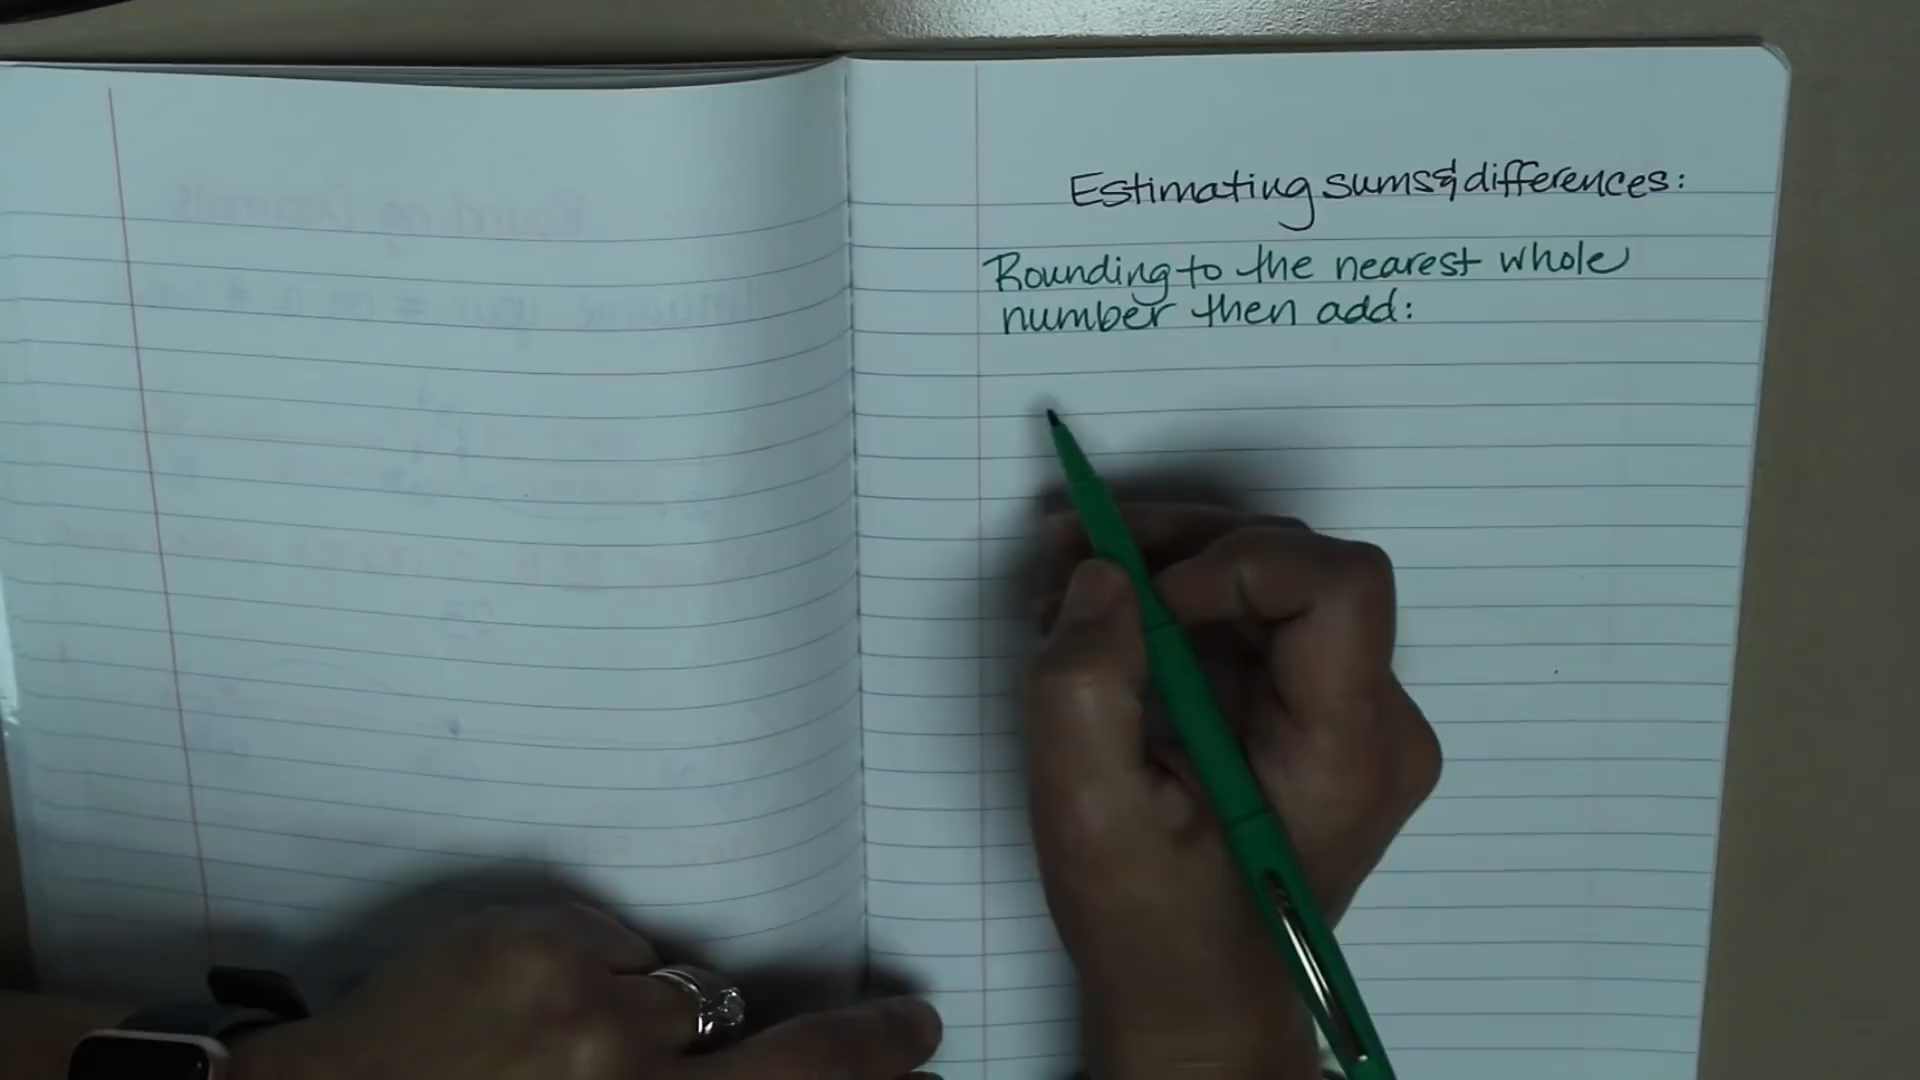 Estimating sums & differences:
Rounding to the nearest whole
number then add: